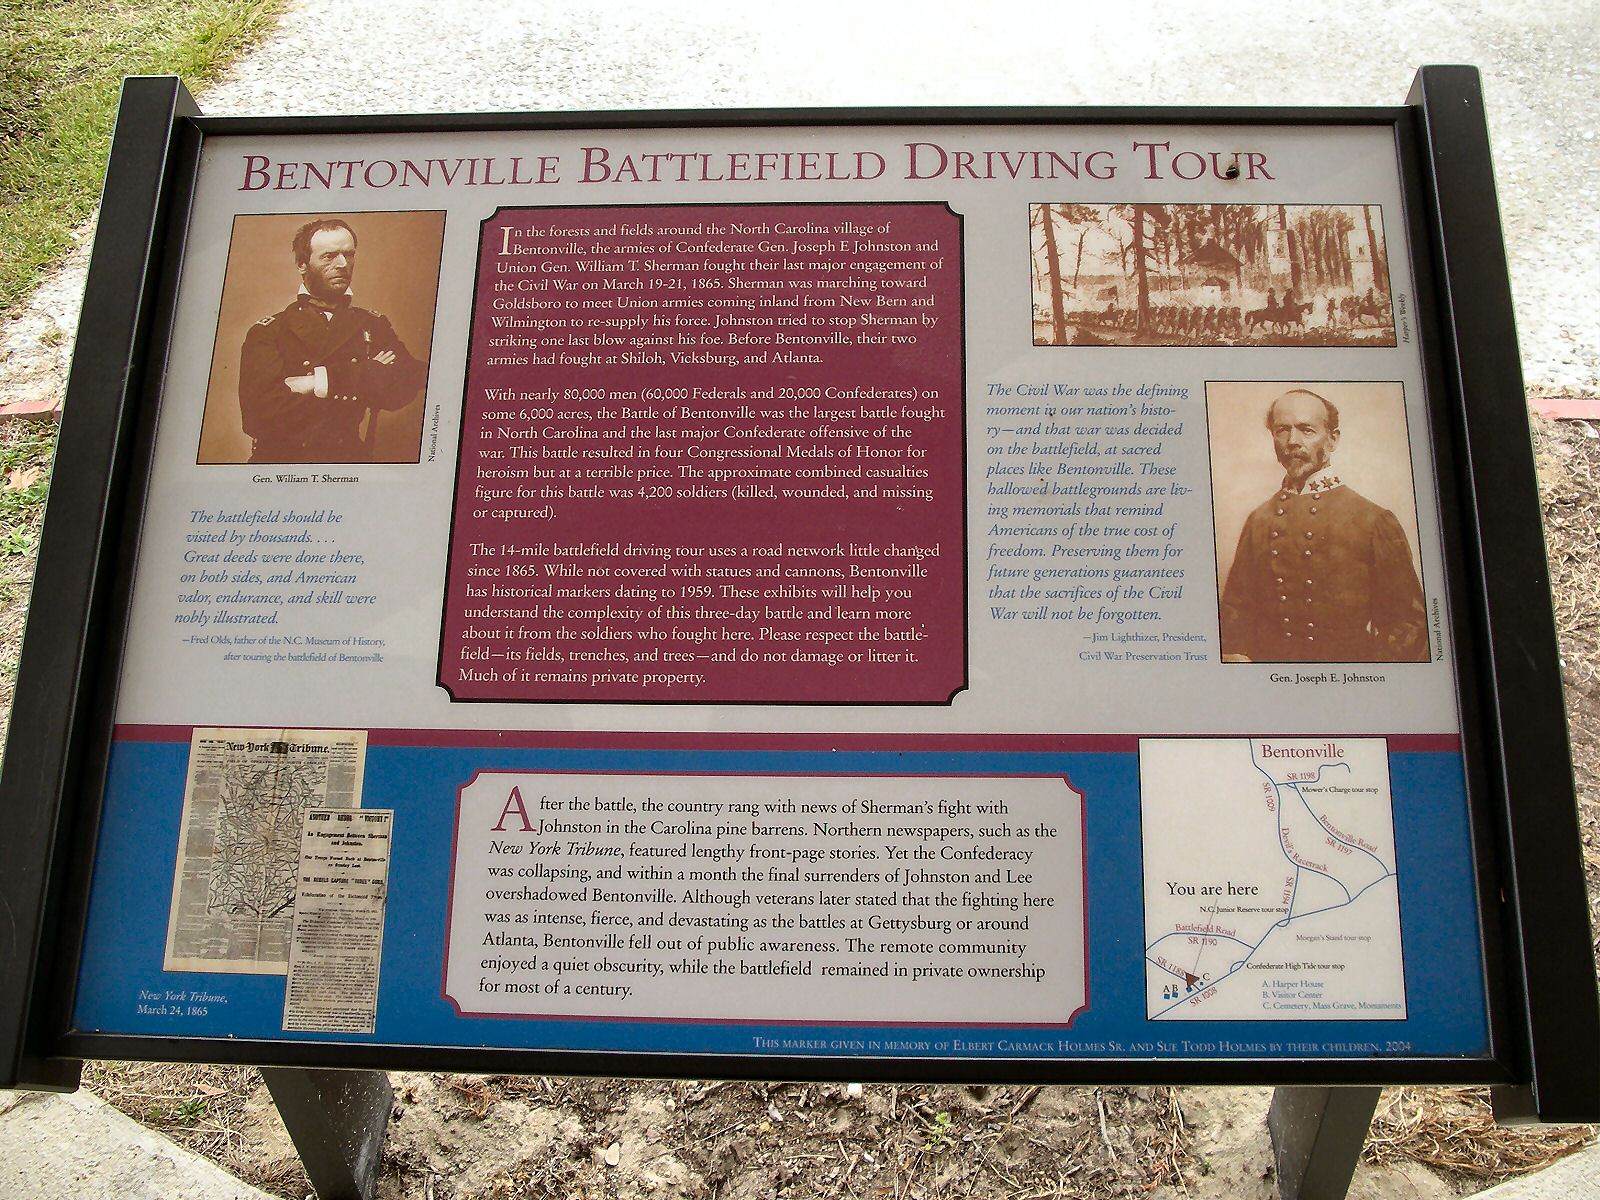 BENTONVILLE BATTLEFIELD DRIVING TOUR
National Archives
Gen. William T. Sherman
The battlefield should be
visited by thousands. . . .
Great deeds were done there,
on both sides, and American
valor, endurance, and skill were
nobly illustrated.
—Fred Olds, father of the N.C. Museum of History,
after touring the battlefield of Bentonville
In the forests and fields around the North Carolina village of
Bentonville, the armies of Confederate Gen. Joseph E Johnston and
Union Gen. William T. Sherman fought their last major engagement of
the Civil War on March 19-21, 1865. Sherman was marching toward
Goldsboro to meet Union armies coming inland from New Bern and
Wilmington to re-supply his force. Johnston tried to stop Sherman by
striking one last blow against his foe. Before Bentonville, their two
armies had fought at Shiloh, Vicksburg, and Atlanta.
With nearly 80,000 men (60,000 Federals and 20,000 Confederates) on
some 6,000 acres, the Battle of Bentonville was the largest battle fought
in North Carolina and the last major Confederate offensive of the
war. This battle resulted in four Congressional Medals of Honor for
heroism but at a terrible price. The approximate combined casualties
figure for this battle was 4,200 soldiers (killed, wounded, and missing
or captured).
The 14-mile battlefield driving tour uses a road network little changed
since 1865. While not covered with statues and cannons, Bentonville
has historical markers dating to 1959. These exhibits will help you
understand the complexity of this three-day battle and learn more
about it from the soldiers who fought here. Please respect the battle-
field—its fields, trenches, and trees—and do not damage or litter it.
Much of it remains private property.
Harper's Weekly
The Civil War was the defining
moment in our nation's histo-
ry—and that war was decided
on the battlefield, at sacred
places like Bentonville. These
hallowed battlegrounds are liv-
ing memorials that remind
Americans of the true cost of
freedom. Preserving them for
future generations guarantees
that the sacrifices of the Civil
War will not be forgotten.
—Jim Lighthizer, President,
Civil War Preservation Trust
National Archives
Gen. Joseph E. Johnston
New York Tribune.
ANOTHER REBEL "VICTORY!"
An Engagement Between Sherman
and Johnston.
THE REBELS CAPTURE "THREE" GUNS.
New York Tribune,
March 24, 1865
After the battle, the country rang with news of Sherman's fight with
Johnston in the Carolina pine barrens. Northern newspapers, such as the
New York Tribune, featured lengthy front-page stories. Yet the Confederacy
was collapsing, and within a month the final surrenders of Johnston and Lee
overshadowed Bentonville. Although veterans later stated that the fighting here
was as intense, fierce, and devastating as the battles at Gettysburg or around
Atlanta, Bentonville fell out of public awareness. The remote community
enjoyed a quiet obscurity, while the battlefield remained in private ownership
for most of a century.
Bentonville
SR 1198
Mower's Charge tour stop
SR 1009
Bentonville Road
SR 1197
Devil's Racetrack
SR 1194
You are here
N.C. Junior Reserve tour stop
Battlefield Road
SR 1190
Morgan's Stand tour stop
SR 1188
Confederate High Tide tour stop
A B
C
SR 1008
A. Harper House
B. Visitor Center
C. Cemetery, Mass Grave, Monuments
THIS MARKER GIVEN IN MEMORY OF ELBERT CARMACK HOLMES SR. AND SUE TODD HOLMES BY THEIR CHILDREN, 2004